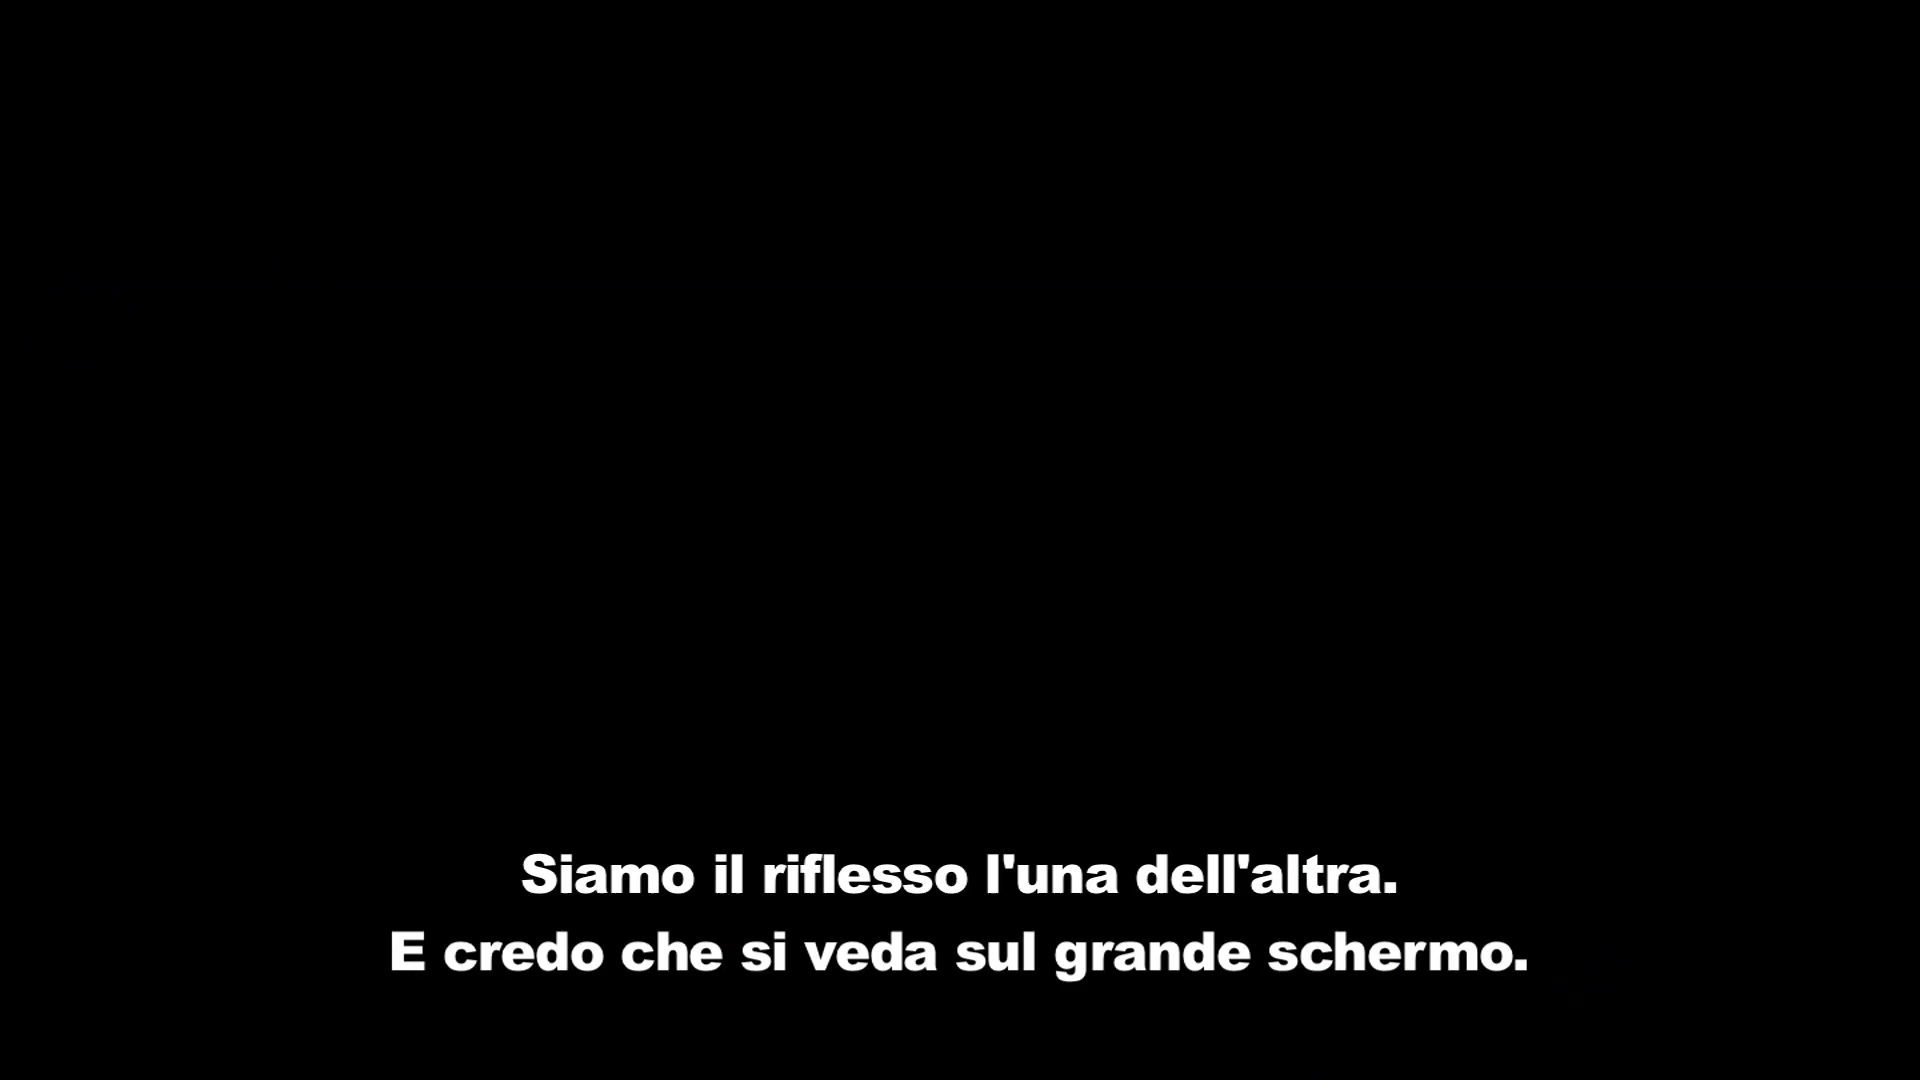 Siamo il riflesso l'una dell'altra.
E credo che si veda sul grande schermo.